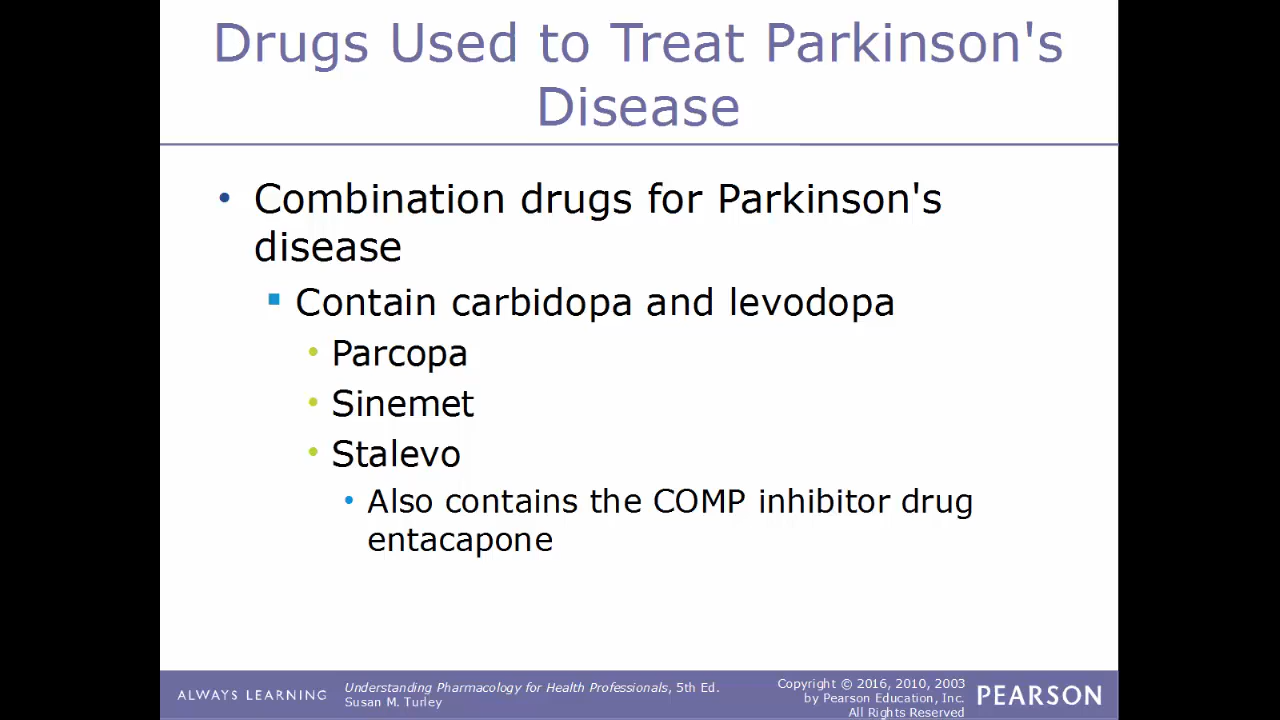 Drugs Used to Treat Parkinson's
Disease
• Combination drugs for Parkinson's
disease
▪ Contain carbidopa and levodopa
• Parcopa
• Sinemet
• Stalevo
• Also contains the COMP inhibitor drug
entacapone
ALWAYS LEARNING
Understanding Pharmacology for Health Professionals, 5th Ed.
Susan M. Turley
Copyright © 2016, 2010, 2003
by Pearson Education, Inc.
All Rights Reserved
PEARSON